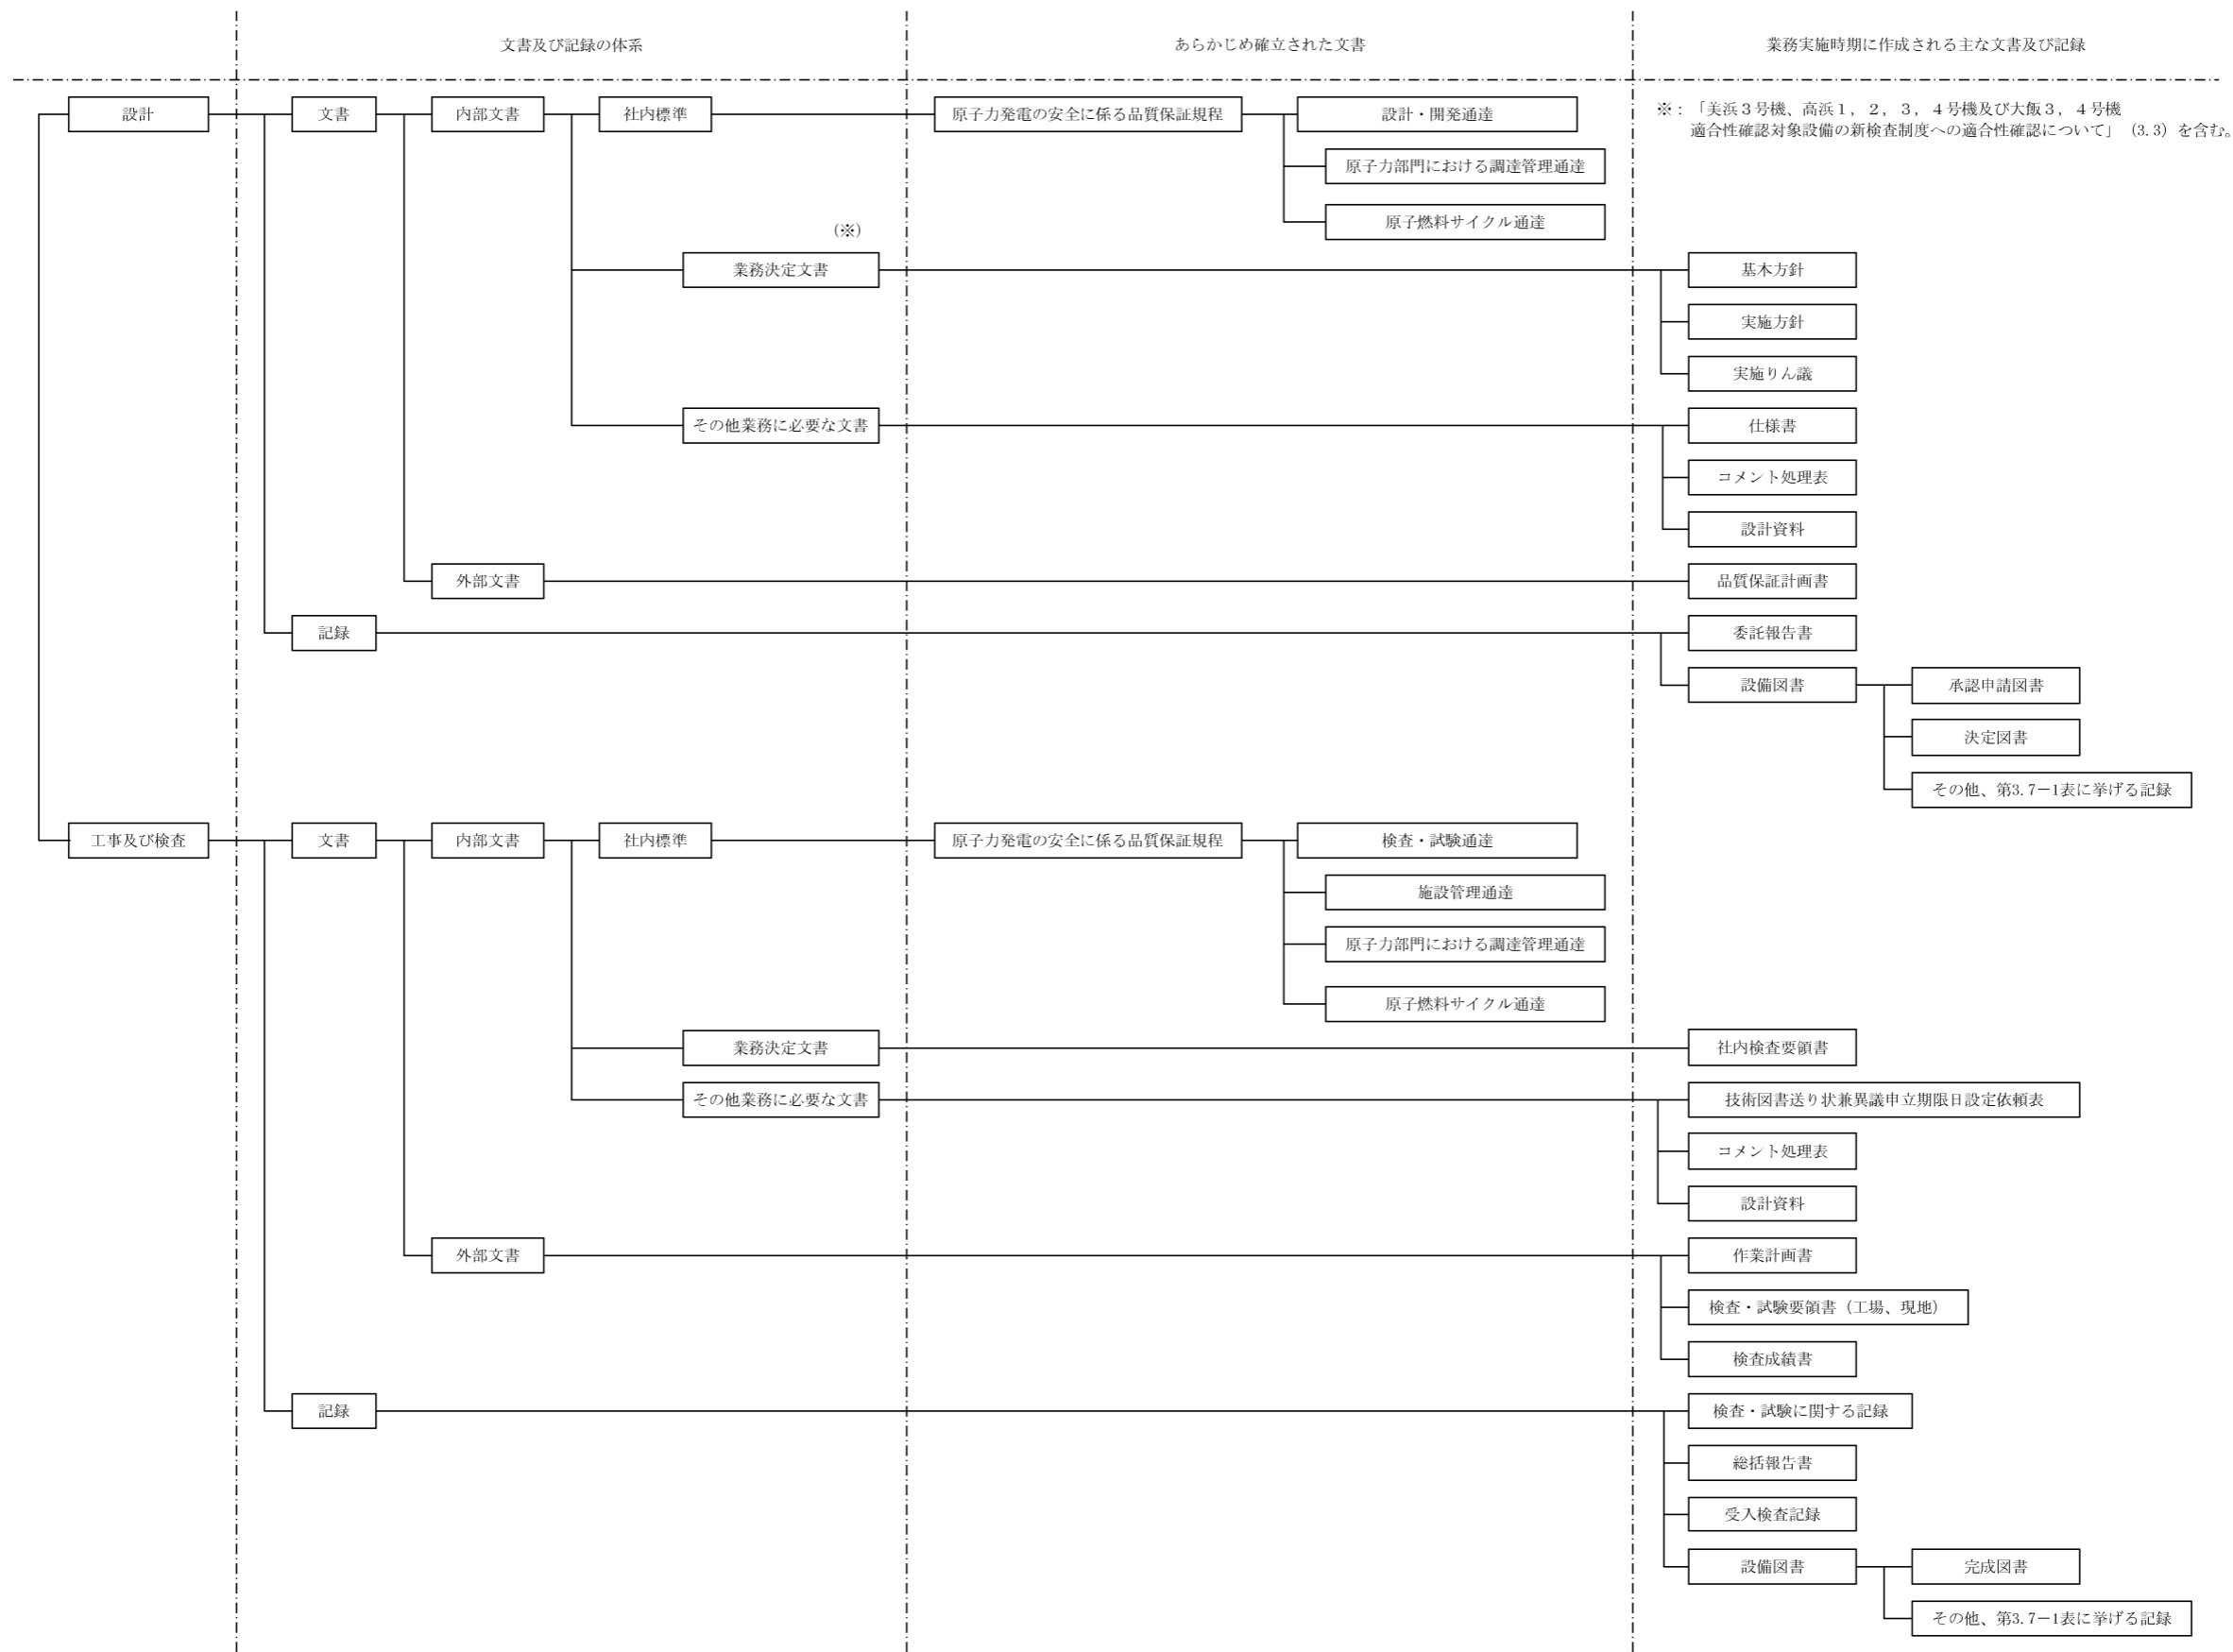 文書及び記録の体系
あらかじめ確立された文書
業務実施時期に作成される主な文書及び記録
設計
文書
内部文書
社内標準
原子力発電の安全に係る品質保証規程
設計・開発通達
※：「美浜３号機、高浜１，２，３，４号機及び大飯３，４号機
適合性確認対象設備の新検査制度への適合性確認について」（3.3）を含む。
原子力部門における調達管理通達
原子燃料サイクル通達
(※)
業務決定文書
基本方針
実施方針
実施りん議
その他業務に必要な文書
仕様書
コメント処理表
設計資料
外部文書
品質保証計画書
記録
委託報告書
設備図書
承認申請図書
決定図書
その他、第3.7－1表に挙げる記録
工事及び検査
文書
内部文書
社内標準
原子力発電の安全に係る品質保証規程
検査・試験通達
施設管理通達
原子力部門における調達管理通達
原子燃料サイクル通達
業務決定文書
社内検査要領書
その他業務に必要な文書
技術図書送り状兼異議申立期限日設定依頼表
コメント処理表
設計資料
外部文書
作業計画書
検査・試験要領書（工場、現地）
検査成績書
記録
検査・試験に関する記録
総括報告書
受入検査記録
設備図書
完成図書
その他、第3.7－1表に挙げる記録